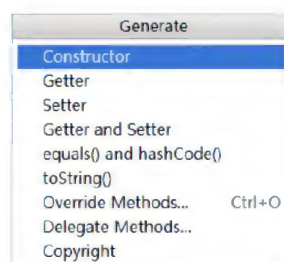 Generate
Constructor
Getter
Setter
Getter and Setter
equals() and hashCode()
toString()
Override Methods... Ctrl+O
Delegate Methods...
Copyright